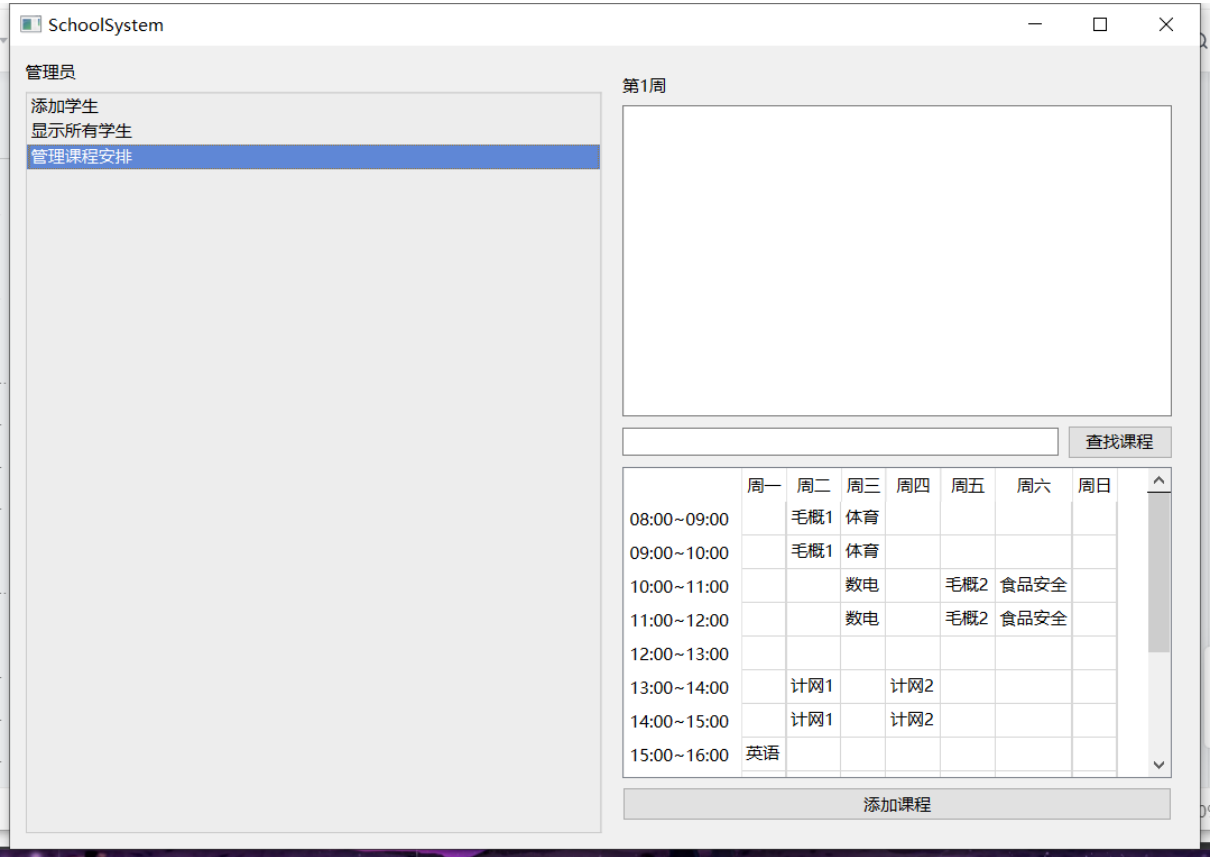 SchoolSystem
管理员
添加学生
显示所有学生
管理课程安排
第1周
查找课程
周一 周二 周三 周四 周五 周六 周日
08:00~09:00 毛概1 体育
09:00~10:00 毛概1 体育
10:00~11:00 数电 毛概2 食品安全
11:00~12:00 数电 毛概2 食品安全
12:00~13:00
13:00~14:00 计网1 计网2
14:00~15:00 计网1 计网2
15:00~16:00 英语
添加课程